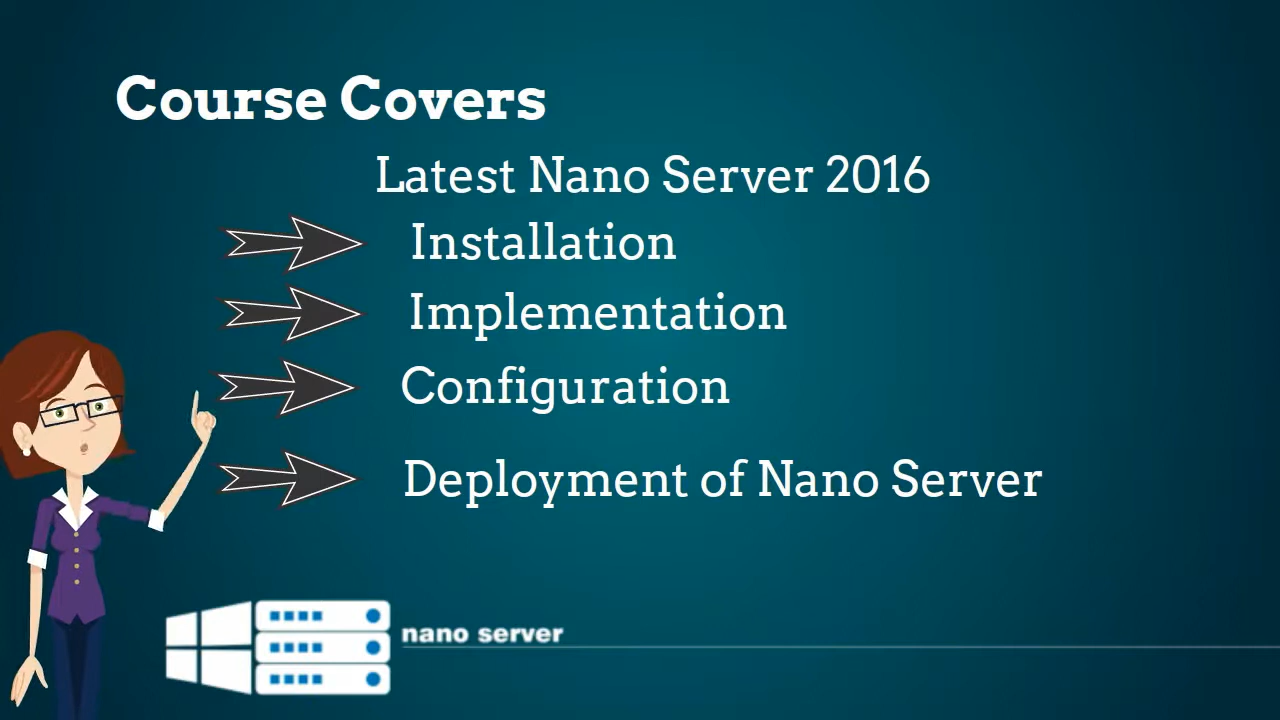 Course Covers
Latest Nano Server 2016
Installation
Implementation
Configuration
Deployment of Nano Server
nano server